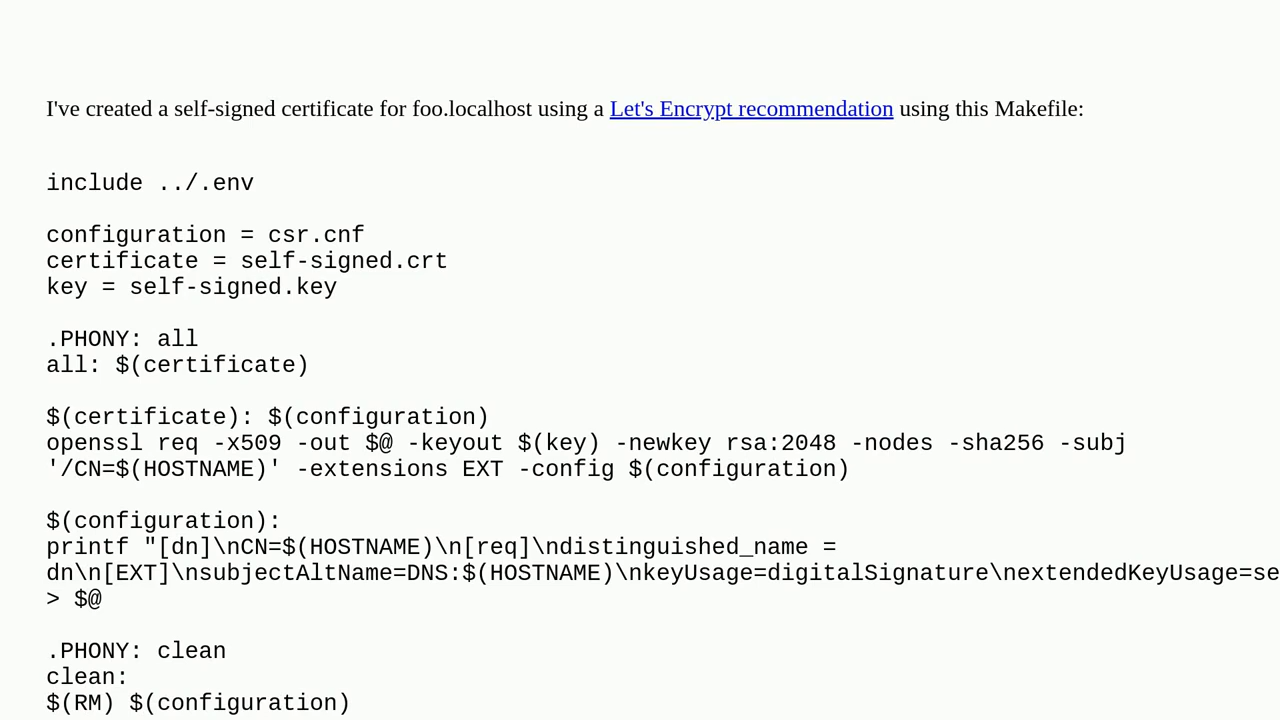 I've created a self-signed certificate for foo.localhost using a Let's Encrypt recommendation using this Makefile:
include ../.env
configuration = csr.cnf
certificate = self-signed.crt
key = self-signed.key
.PHONY: all
all: $(certificate)
$(certificate): $(configuration)
openssl req -x509 -out $@ -keyout $(key) -newkey rsa:2048 -nodes -sha256 -subj
'/CN=$(HOSTNAME)' -extensions EXT -config $(configuration)
$(configuration):
printf "[dn]\nCN=$(HOSTNAME)\n[req]\ndistinguished_name =
dn\n[EXT]\nsubjectAltName=DNS:$(HOSTNAME)\nkeyUsage=digitalSignature\nextendedKeyUsage=se
> $@
.PHONY: clean
clean:
$(RM) $(configuration)